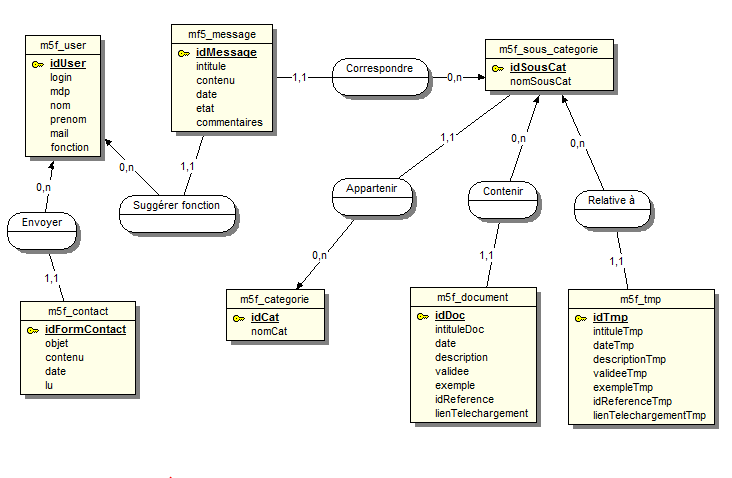 m5f_user
idUser
login
mdp
nom
prenom
mail
fonction
mf5_message
idMessage
intitule
contenu
date
etat
commentaires
1,1
Correspondre
0,n
m5f_sous_categorie
idSousCat
nomSousCat
0,n
1,1
Suggérer fonction
0,n
Envoyer
1,1
1,1
Appartenir
0,n
0,n
Contenir
1,1
0,n
Relative à
1,1
m5f_contact
idFormContact
objet
contenu
date
lu
m5f_categorie
idCat
nomCat
m5f_document
idDoc
intituleDoc
date
description
validee
exemple
idReference
lienTelechargement
m5f_tmp
idTmp
intituleTmp
dateTmp
descriptionTmp
valideeTmp
exempleTmp
idReferenceTmp
lienTelechargementTmp